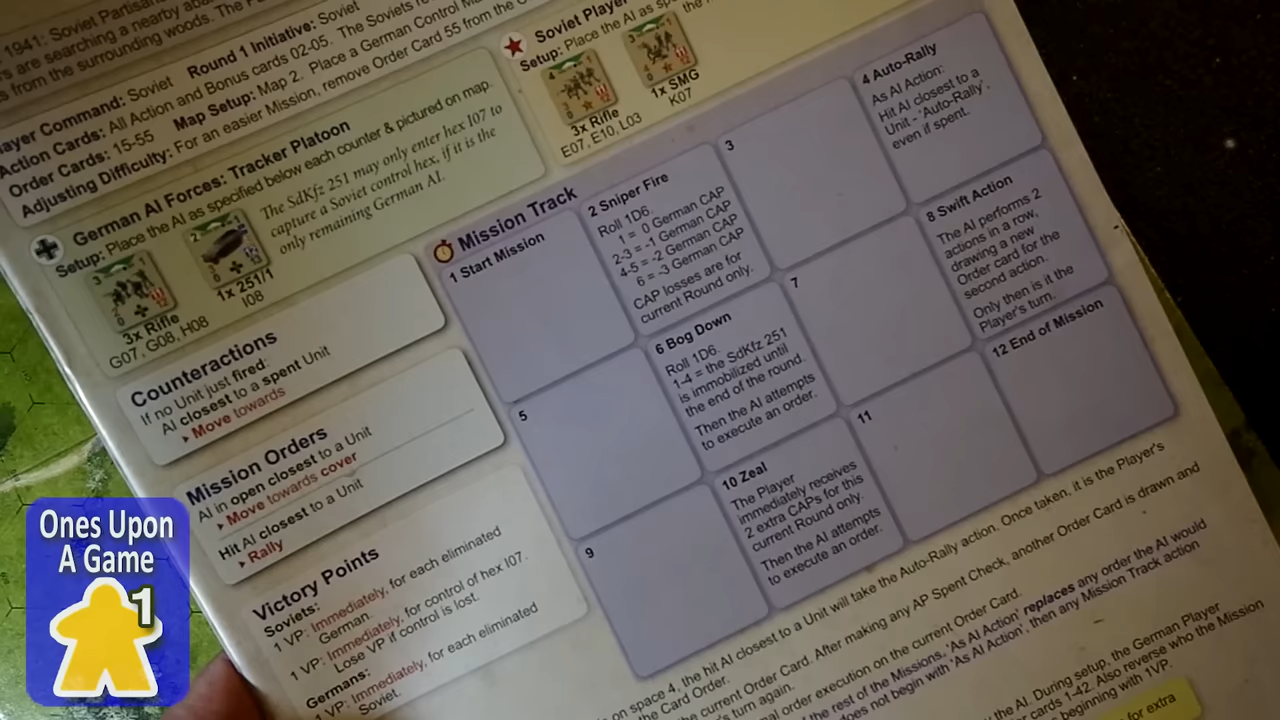 1941: Soviet Partisans
are searching a nearby
from the surrounding woods. The
Player Command: Soviet Round 1 Initiative: Soviet
Action Cards: All Action and Bonus cards 02-05. The Soviets
Order Cards: 15-55 Map Setup: Map 2. Place a German Control
Adjusting Difficulty: For an easier Mission, remove Order Card 55 from the
German AI Forces: Tracker Platoon
Setup: Place the AI as specified below each counter & pictured on map.
3x Rifle
G07, G08, H08
1x 251/1
I08
The SdKfz 251 may only enter hex I07 to
capture a Soviet control hex, if it is the
only remaining German AI.
Soviet Player
Setup: Place the AI as
3x Rifle
E07, E10, L03
1x SMG
K07
Counteractions
If no Unit just fired:
AI closest to a spent Unit
▸ Move towards
Mission Orders
AI in open closest to a Unit
▸ Move towards cover
Hit AI closest to a Unit
▸ Rally
Victory Points
Soviets:
1 VP: Immediately, for each eliminated
German.
1 VP: Immediately, for control of hex I07.
Lose VP if control is lost.
Germans:
1 VP: Immediately, for each eliminated
Soviet.
Mission Track
1 Start Mission
2 Sniper Fire
Roll 1D6.
1 = 0 German CAP
2-3 = -1 German CAP
4-5 = -2 German CAP
6 = -3 German CAP
CAP losses are for
current Round only.
3
4 Auto-Rally
As AI Action:
Hit AI closest to a
Unit - 'Auto-Rally',
even if spent.
5
6 Bog Down
Roll 1D6.
1-4 = the SdKfz 251
is immobilized until
the end of the round.
Then the AI attempts
to execute an order.
7
8 Swift Action
The AI performs 2
actions in a row,
drawing a new
Order card for the
second action.
Only then is it the
Player's turn.
9
10 Zeal
The Player
immediately receives
2 extra CAPs for this
current Round only.
Then the AI attempts
to execute an order.
11
12 End of Mission
on space 4, the hit AI closest to a Unit will take the Auto-Rally action. Once taken, it is the Player's
the Card Order.
the current Order Card. After making any AP Spent Check, another Order Card is drawn and
turn again.
order execution on the current Order Card.
the rest of the Missions. 'As AI Action' replaces any order the AI would
does not begin with 'As AI Action', then any Mission Track action
the AI. During setup, the German Player
cards 1-42. Also reverse who the Mission
beginning with 1VP.
for extra
Ones Upon
A Game
1